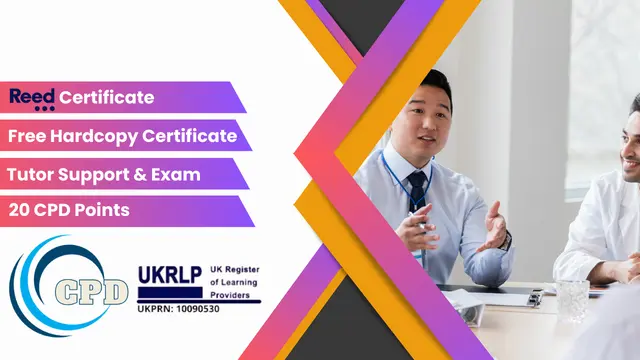 Reed Certificate
Free Hardcopy Certificate
Tutor Support & Exam
20 CPD Points
CPD
UKRLP
UK Register
of Learning
Providers
UKPRN: 10090530